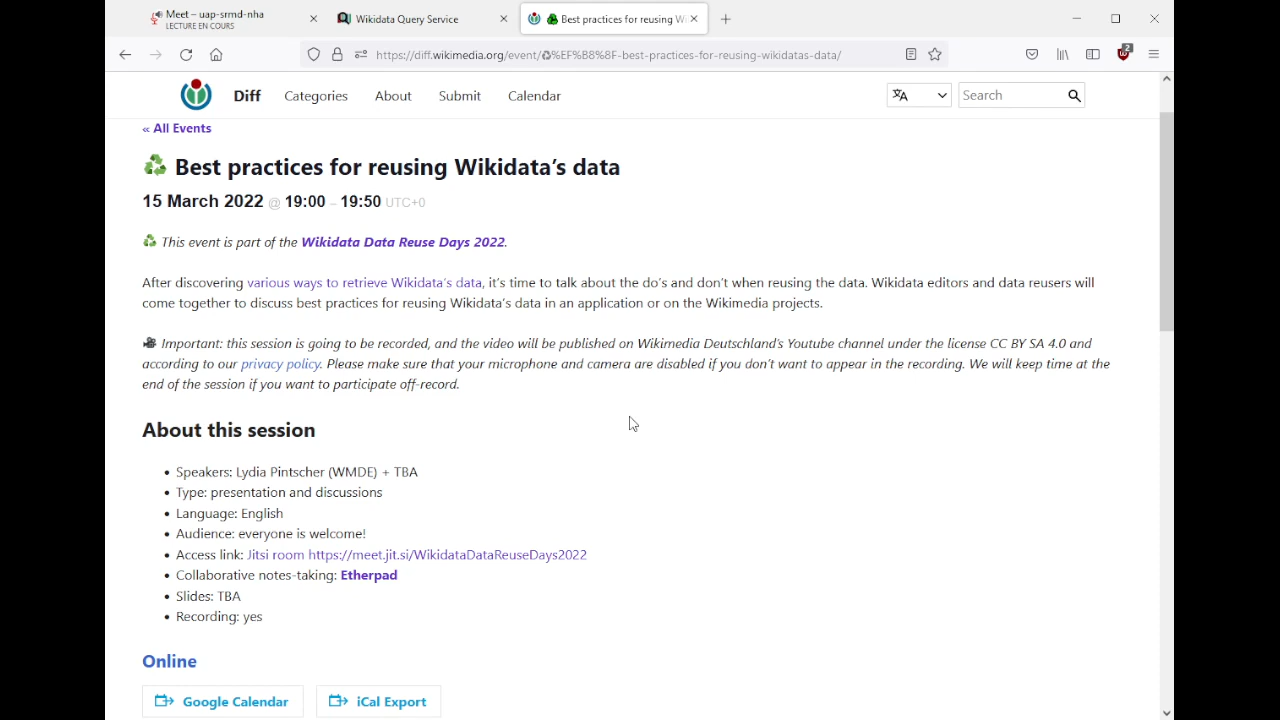 Meet – uap-srmd-nha
LECTURE EN COURS
Wikidata Query Service
Best practices for reusing Wi
https://diff.wikimedia.org/event/♻%EF%B8%8F-best-practices-for-reusing-wikidatas-data/
2
Diff
Categories
About
Submit
Calendar
Search
« All Events
♻ Best practices for reusing Wikidata’s data
15 March 2022 @ 19:00 – 19:50 UTC+0
♻ This event is part of the Wikidata Data Reuse Days 2022.
After discovering various ways to retrieve Wikidata’s data, it’s time to talk about the do’s and don’t when reusing the data. Wikidata editors and data reusers will
come together to discuss best practices for reusing Wikidata’s data in an application or on the Wikimedia projects.
🎥 Important: this session is going to be recorded, and the video will be published on Wikimedia Deutschland’s Youtube channel under the license CC BY SA 4.0 and
according to our privacy policy. Please make sure that your microphone and camera are disabled if you don’t want to appear in the recording. We will keep time at the
end of the session if you want to participate off-record.
About this session
• Speakers: Lydia Pintscher (WMDE) + TBA
• Type: presentation and discussions
• Language: English
• Audience: everyone is welcome!
• Access link: Jitsi room https://meet.jit.si/WikidataDataReuseDays2022
• Collaborative notes-taking: Etherpad
• Slides: TBA
• Recording: yes
Online
Google Calendar
iCal Export